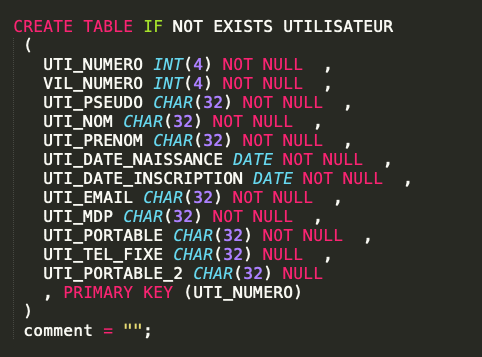 CREATE TABLE IF NOT EXISTS UTILISATEUR
(
UTI_NUMERO INT(4) NOT NULL  ,
VIL_NUMERO INT(4) NOT NULL  ,
UTI_PSEUDO CHAR(32) NOT NULL  ,
UTI_NOM CHAR(32) NOT NULL  ,
UTI_PRENOM CHAR(32) NOT NULL  ,
UTI_DATE_NAISSANCE DATE NOT NULL  ,
UTI_DATE_INSCRIPTION DATE NOT NULL  ,
UTI_EMAIL CHAR(32) NOT NULL  ,
UTI_MDP CHAR(32) NOT NULL  ,
UTI_PORTABLE CHAR(32) NOT NULL  ,
UTI_TEL_FIXE CHAR(32) NULL  ,
UTI_PORTABLE_2 CHAR(32) NULL
, PRIMARY KEY (UTI_NUMERO)
)
comment = "";